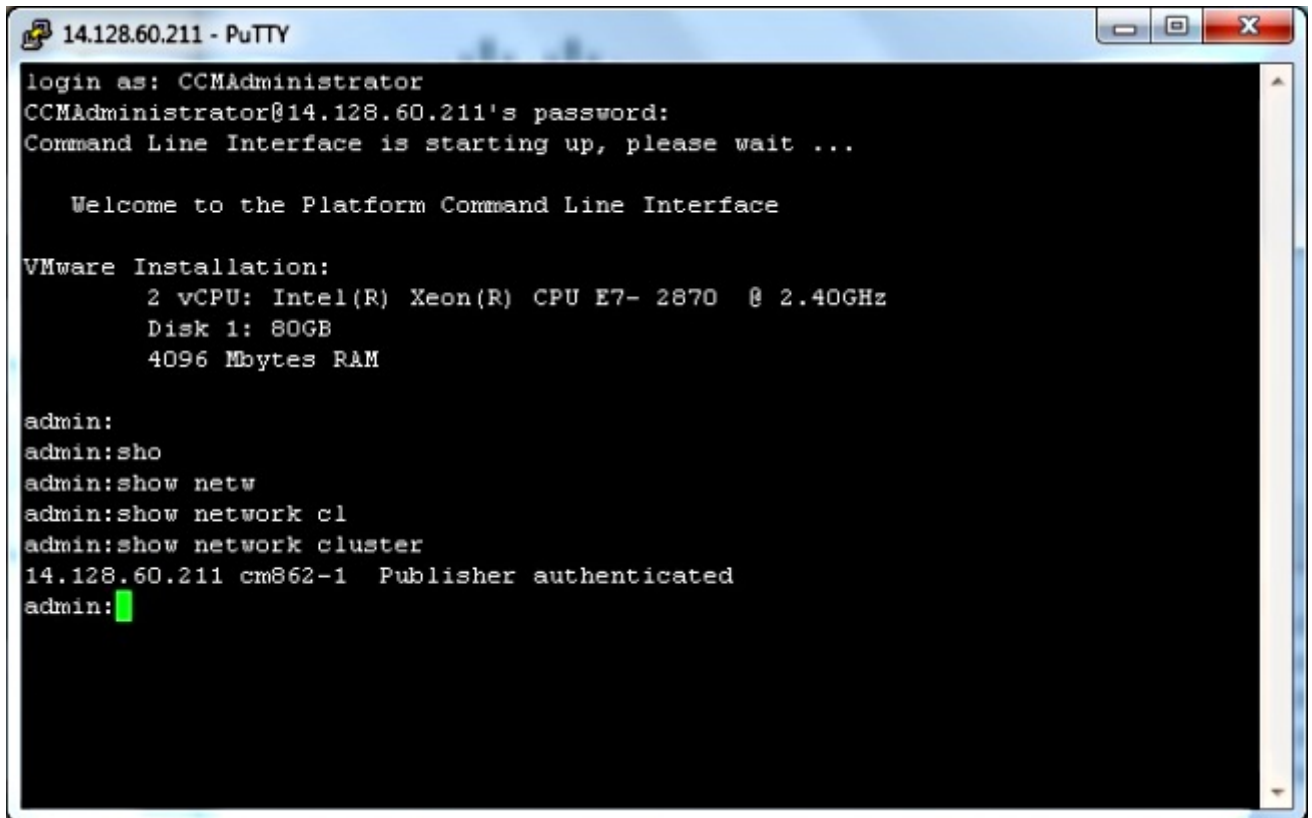 14.128.60.211 - PuTTY
login as: CCMAdministrator
CCMAdministrator@14.128.60.211's password:
Command Line Interface is starting up, please wait ...
Welcome to the Platform Command Line Interface
VMware Installation:
2 vCPU: Intel(R) Xeon(R) CPU E7- 2870  @ 2.40GHz
Disk 1: 80GB
4096 Mbytes RAM
admin:
admin:sho
admin:show netw
admin:show network cl
admin:show network cluster
14.128.60.211 cm862-1  Publisher authenticated
admin: